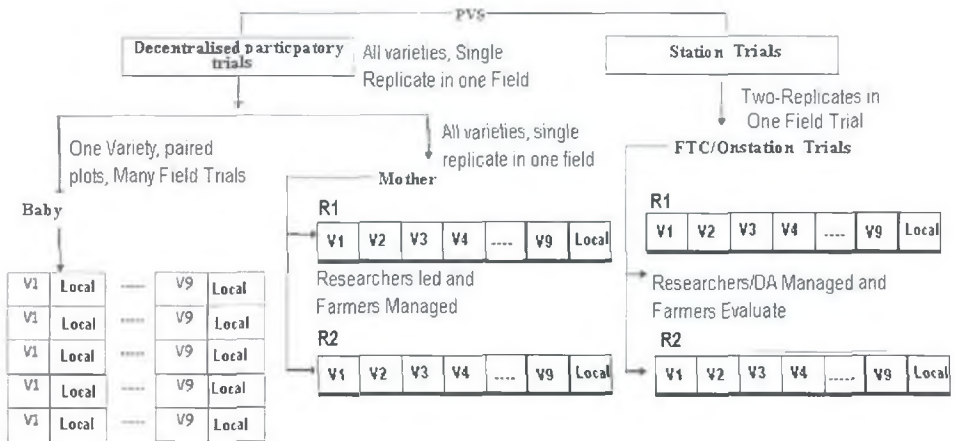 PVS
Decentralised particpatory
trials
All varieties, Single
Replicate in one Field
Station Trials
Two-Replicates in
One Field Trial
One Variety, paired
plots, Many Field Trials
All varieties, single
replicate in one field
Baby
Mother
FTC/Onstation Trials
R1
V1 V2 V3 V4 ---- V9 Local
R1
V1 V2 V3 V4 ---- V9 Local
Researchers led and
Farmers Managed
Researchers/DA Managed and
Farmers Evaluate
R2
V1 V2 V3 V4 ---- V9 Local
R2
V1 V2 V3 V4 ---- V9 Local
V1 Local ---- V9 Local
V1 Local ---- V9 Local
V1 Local ---- V9 Local
V1 Local ---- V9 Local
V1 Local ---- V9 Local